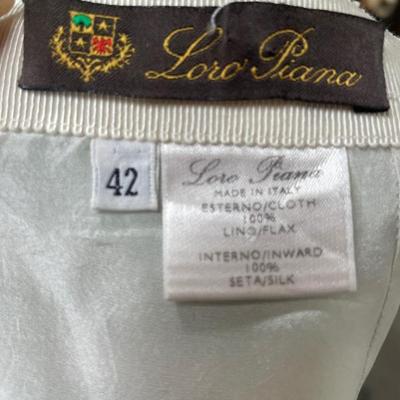 Loro Piana
42
Loro Piana
MADE IN ITALY
ESTERNO/CLOTH
100%
LINO/FLAX
INTERNO/INWARD
100%
SETA/SILK